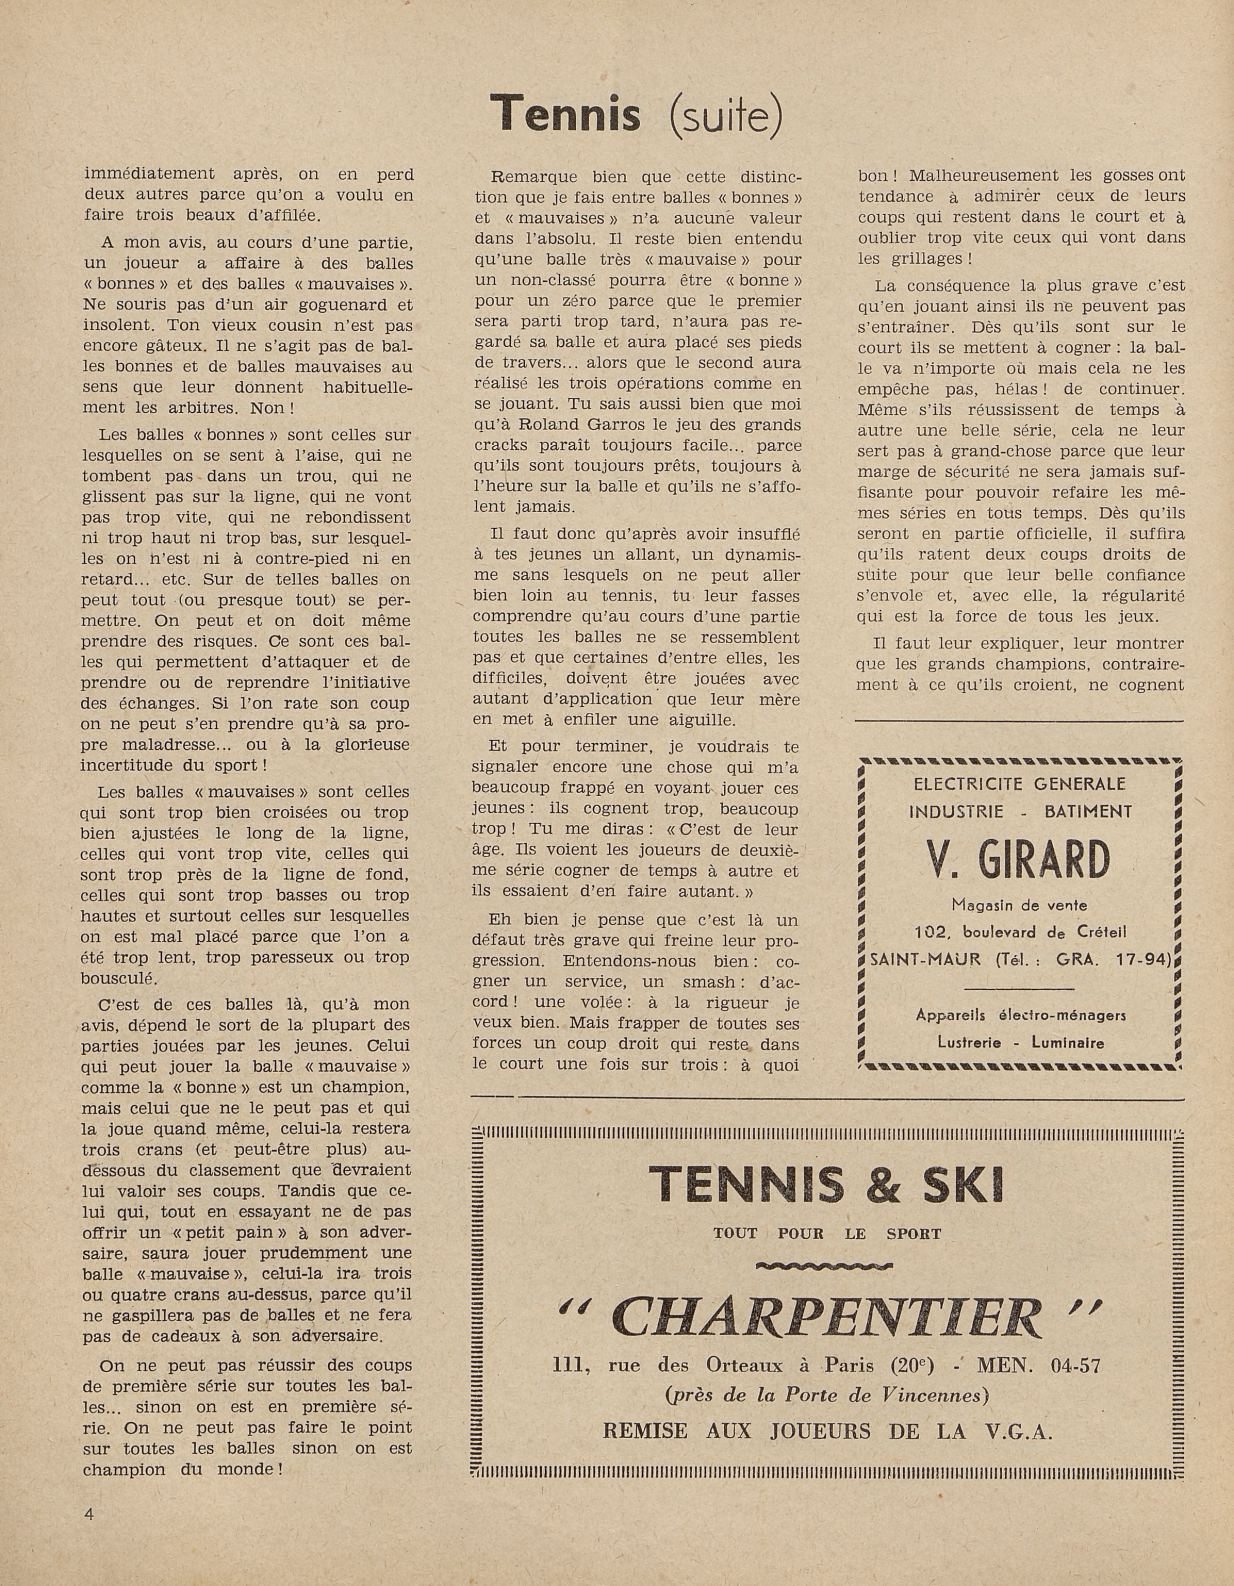 Tennis (suite)
immédiatement après, on en perd
deux autres parce qu'on a voulu en
faire trois beaux d'affilée.
A mon avis, au cours d'une partie,
un joueur a affaire à des balles
« bonnes » et des balles « mauvaises ».
Ne souris pas d'un air goguenard et
insolent. Ton vieux cousin n'est pas
encore gâteux. Il ne s'agit pas de bal-
les bonnes et de balles mauvaises au
sens que leur donnent habituelle-
ment les arbitres. Non !
Les balles « bonnes » sont celles sur
lesquelles on se sent à l'aise, qui ne
tombent pas dans un trou, qui ne
glissent pas sur la ligne, qui ne vont
pas trop vite, qui ne rebondissent
ni trop haut ni trop bas, sur lesquel-
les on n'est ni à contre-pied ni en
retard... etc. Sur de telles balles on
peut tout (ou presque tout) se per-
mettre. On peut et on doit même
prendre des risques. Ce sont ces bal-
les qui permettent d'attaquer et de
prendre ou de reprendre l'initiative
des échanges. Si l'on rate son coup
on ne peut s'en prendre qu'à sa pro-
pre maladresse... ou à la glorieuse
incertitude du sport !
Les balles « mauvaises » sont celles
qui sont trop bien croisées ou trop
bien ajustées le long de la ligne,
celles qui vont trop vite, celles qui
sont trop près de la ligne de fond,
celles qui sont trop basses ou trop
hautes et surtout celles sur lesquelles
on est mal placé parce que l'on a
été trop lent, trop paresseux ou trop
bousculé.
C'est de ces balles là, qu'à mon
avis, dépend le sort de la plupart des
parties jouées par les jeunes. Celui
qui peut jouer la balle « mauvaise »
comme la « bonne » est un champion,
mais celui que ne le peut pas et qui
la joue quand même, celui-la restera
trois crans (et peut-être plus) au-
dessous du classement que devraient
lui valoir ses coups. Tandis que ce-
lui qui, tout en essayant ne de pas
offrir un « petit pain » à son adver-
saire, saura jouer prudemment une
balle « mauvaise », celui-la ira trois
ou quatre crans au-dessus, parce qu'il
ne gaspillera pas de balles et ne fera
pas de cadeaux à son adversaire.
On ne peut pas réussir des coups
de première série sur toutes les bal-
les... sinon on est en première sé-
rie. On ne peut pas faire le point
sur toutes les balles sinon on est
champion du monde !
Remarque bien que cette distinc-
tion que je fais entre balles « bonnes »
et « mauvaises » n'a aucune valeur
dans l'absolu. Il reste bien entendu
qu'une balle très « mauvaise » pour
un non-classé pourra être « bonne »
pour un zéro parce que le premier
sera parti trop tard, n'aura pas re-
gardé sa balle et aura placé ses pieds
de travers... alors que le second aura
réalisé les trois opérations comme en
se jouant. Tu sais aussi bien que moi
qu'à Roland Garros le jeu des grands
cracks paraît toujours facile... parce
qu'ils sont toujours prêts, toujours à
l'heure sur la balle et qu'ils ne s'affo-
lent jamais.
Il faut donc qu'après avoir insufflé
à tes jeunes un allant, un dynamis-
me sans lesquels on ne peut aller
bien loin au tennis, tu leur fasses
comprendre qu'au cours d'une partie
toutes les balles ne se ressemblent
pas et que certaines d'entre elles, les
difficiles, doivent être jouées avec
autant d'application que leur mère
en met à enfiler une aiguille.
Et pour terminer, je voudrais te
signaler encore une chose qui m'a
beaucoup frappé en voyant jouer ces
jeunes : ils cognent trop, beaucoup
trop ! Tu me diras : « C'est de leur
âge. Ils voient les joueurs de deuxiè-
me série cogner de temps à autre et
ils essaient d'en faire autant. »
Eh bien je pense que c'est là un
défaut très grave qui freine leur pro-
gression. Entendons-nous bien : co-
gner un service, un smash : d'ac-
cord ! une volée : à la rigueur je
veux bien. Mais frapper de toutes ses
forces un coup droit qui reste dans
le court une fois sur trois : à quoi
bon ! Malheureusement les gosses ont
tendance à admirer ceux de leurs
coups qui restent dans le court et à
oublier trop vite ceux qui vont dans
les grillages !
La conséquence la plus grave c'est
qu'en jouant ainsi ils ne peuvent pas
s'entraîner. Dès qu'ils sont sur le
court ils se mettent à cogner : la bal-
le va n'importe où mais cela ne les
empêche pas, hélas ! de continuer.
Même s'ils réussissent de temps à
autre une belle série, cela ne leur
sert pas à grand-chose parce que leur
marge de sécurité ne sera jamais suf-
fisante pour pouvoir refaire les mê-
mes séries en tous temps. Dès qu'ils
seront en partie officielle, il suffira
qu'ils ratent deux coups droits de
suite pour que leur belle confiance
s'envole et, avec elle, la régularité
qui est la force de tous les jeux.
Il faut leur expliquer, leur montrer
que les grands champions, contraire-
ment à ce qu'ils croient, ne cognent
ELECTRICITE GENERALE
INDUSTRIE - BATIMENT
V. GIRARD
Magasin de vente
102, boulevard de Créteil
SAINT-MAUR (Tél. : GRA. 17-94)
Appareils électro-ménagers
Lustrerie - Luminaire
TENNIS & SKI
TOUT POUR LE SPORT
" CHARPENTIER "
111, rue des Orteaux à Paris (20e) - MEN. 04-57
(près de la Porte de Vincennes)
REMISE AUX JOUEURS DE LA V.G.A.
4